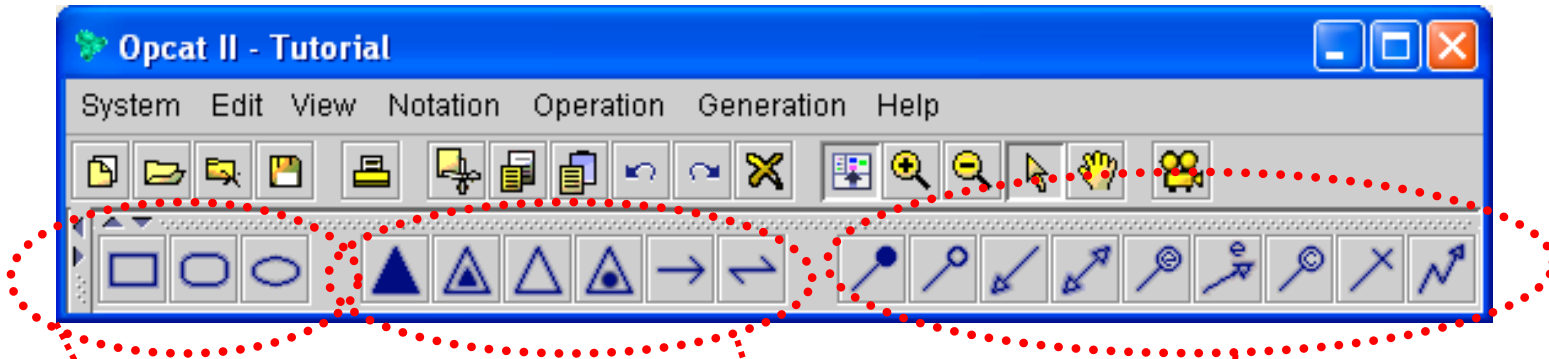 Opcat II - Tutorial
System Edit View Notation Operation Generation Help
e e C